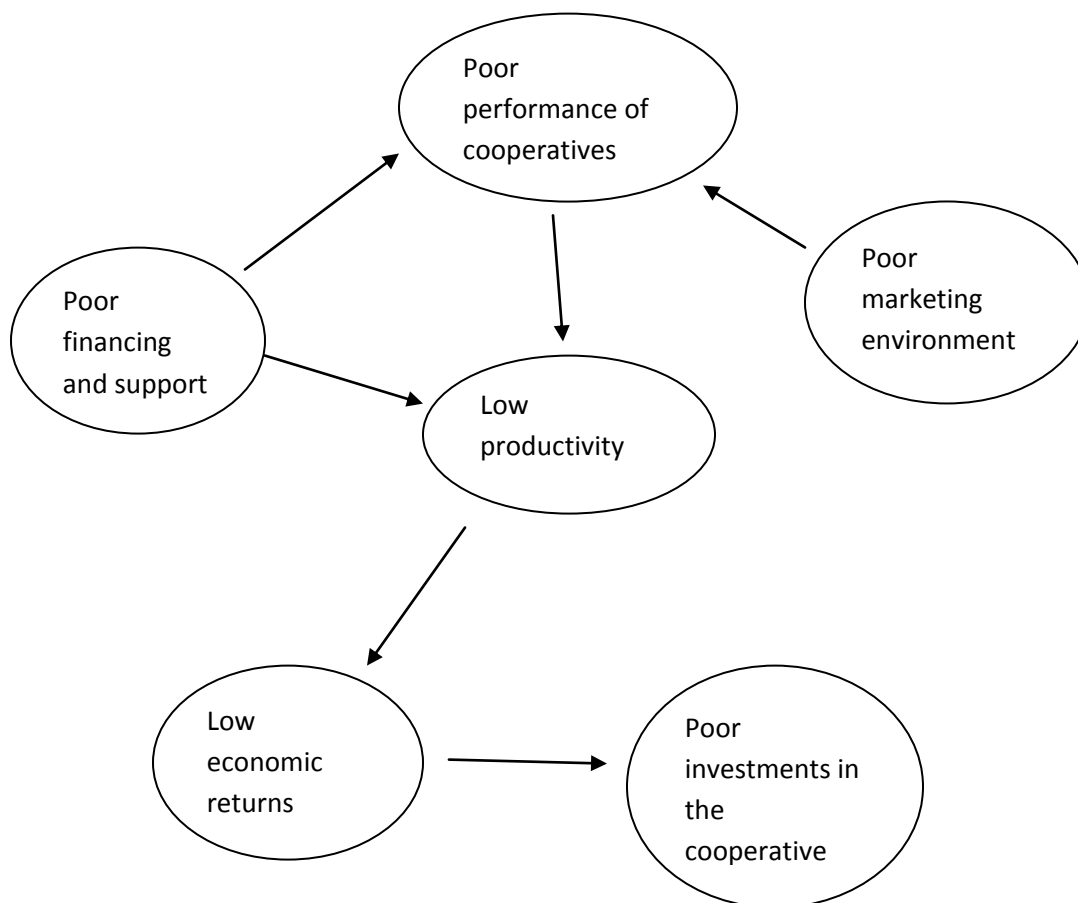 Poor
performance of
cooperatives
Poor
financing
and support
Poor
marketing
environment
Low
productivity
Low
economic
returns
Poor
investments in
the
cooperative